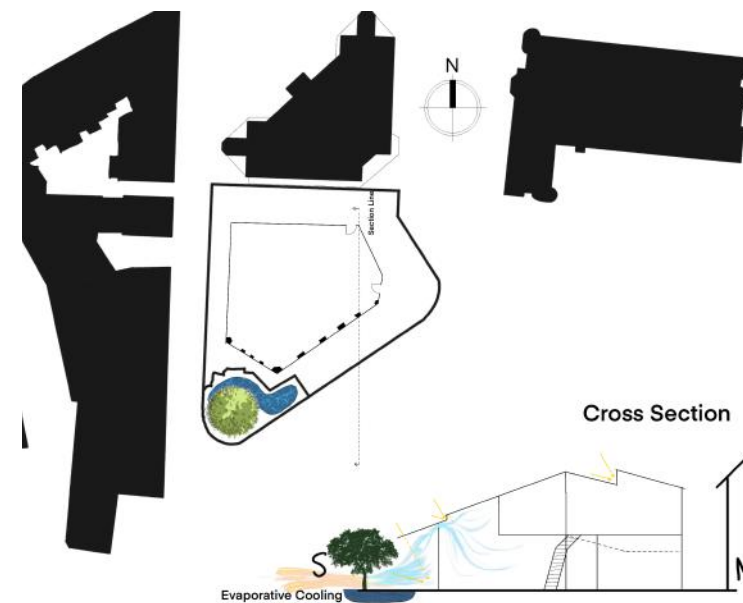 N
Section Line
Cross Section
S
N
Evaporative Cooling